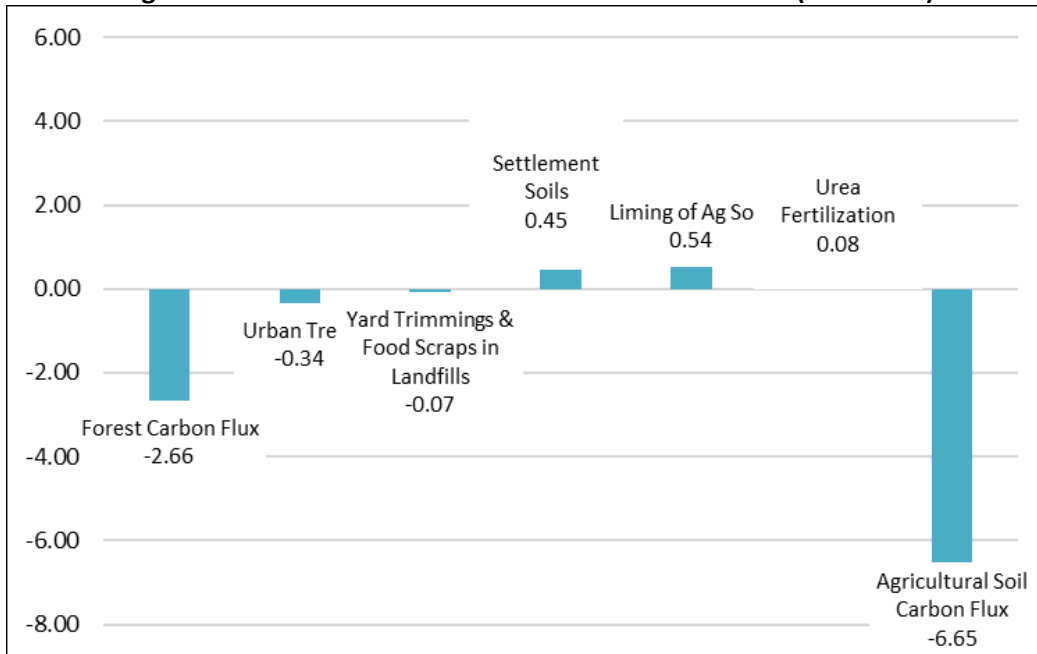 6.00
4.00
2.00
0.00
-2.00
-4.00
-6.00
-8.00
Forest Carbon Flux
-2.66
Urban Tre
-0.34
Yard Trimmings &
Food Scraps in
Landfills
-0.07
Settlement
Soils
0.45
Liming of Ag So
0.54
Urea
Fertilization
0.08
Agricultural Soil
Carbon Flux
-6.65